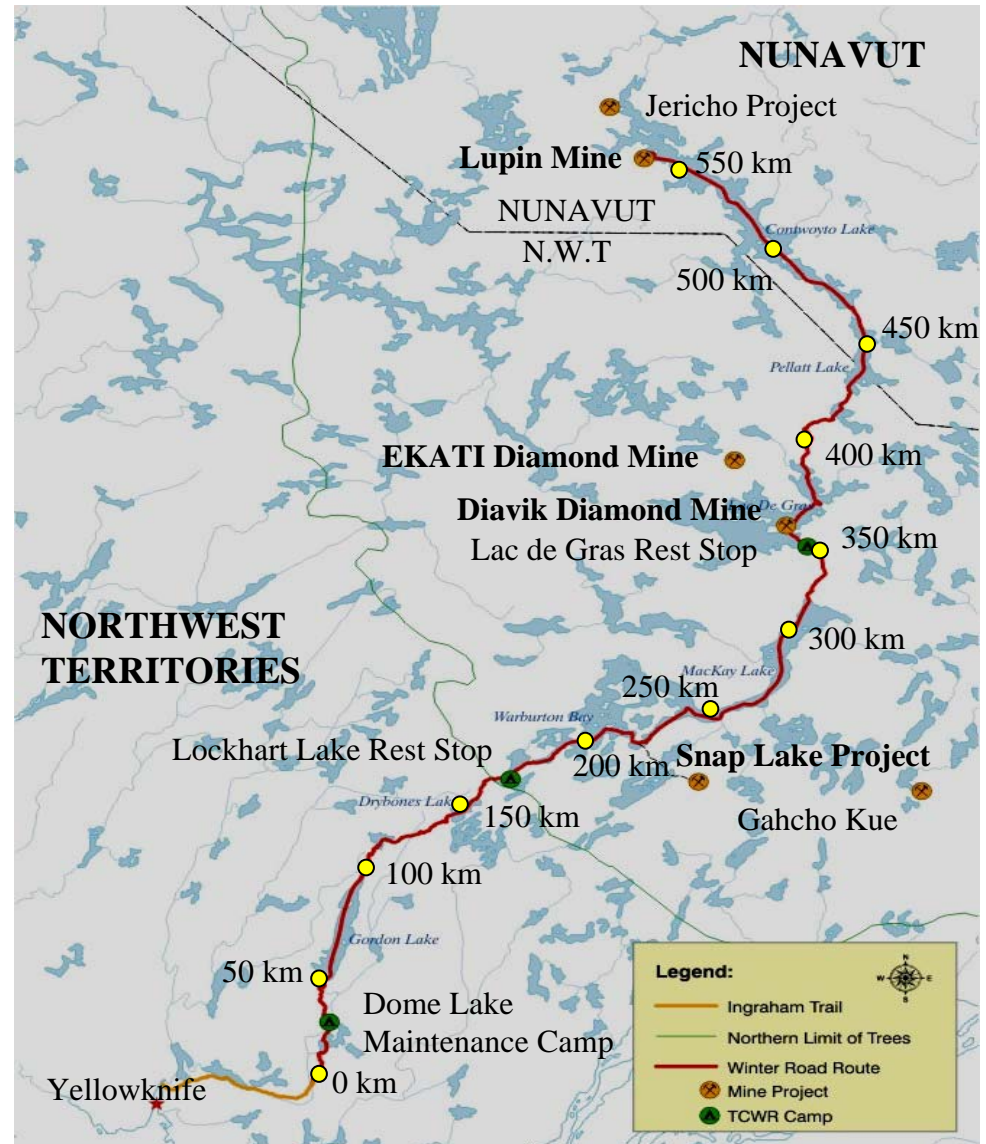 NUNAVUT
Jericho Project
Lupin Mine
550 km
NUNAVUT
N.W.T
Contwoyto Lake
500 km
450 km
Pellatt Lake
EKATI Diamond Mine
400 km
Diavik Diamond Mine
De Gras
Lac de Gras Rest Stop
350 km
NORTHWEST
TERRITORIES
300 km
MacKay Lake
250 km
Warburton Bay
Lockhart Lake Rest Stop
200 km
Snap Lake Project
Drybones Lake
150 km
Gahcho Kue
100 km
Gordon Lake
50 km
Dome Lake
Maintenance Camp
0 km
Yellowknife
Legend:
N
W E
S
Ingraham Trail
Northern Limit of Trees
Winter Road Route
Mine Project
TCWR Camp